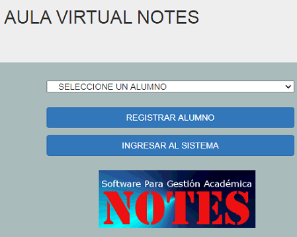 AULA VIRTUAL NOTES
SELECCIONE UN ALUMNO
REGISTRAR ALUMNO
INGRESAR AL SISTEMA
Software Para Gestión Académica
NOTES